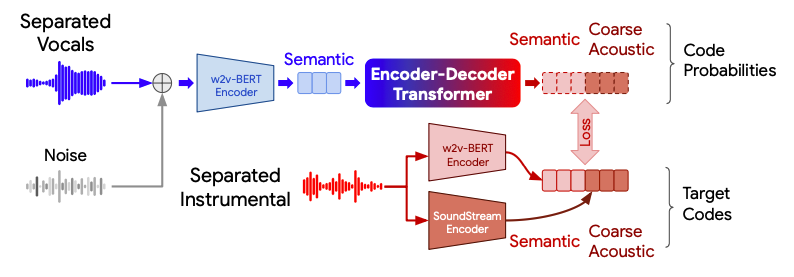 Separated
Vocals
w2v-BERT
Encoder
Semantic
Encoder-Decoder
Transformer
Semantic
Coarse
Acoustic
Code
Probabilities
Noise
Loss
Separated
Instrumental
w2v-BERT
Encoder
SoundStream
Encoder
Semantic
Coarse
Acoustic
Target
Codes